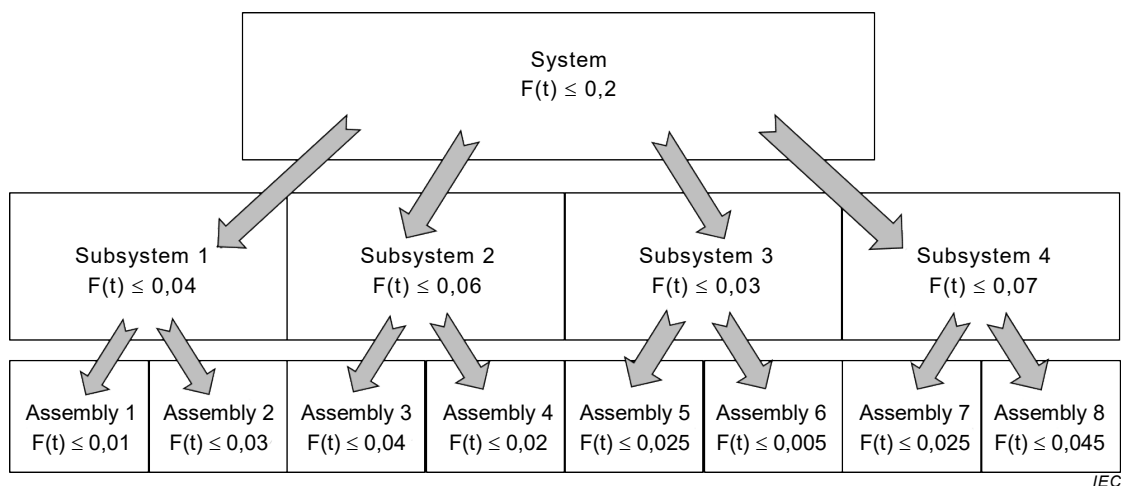 System
F(t) ≤ 0,2
Subsystem 1
F(t) ≤ 0,04
Subsystem 2
F(t) ≤ 0,06
Subsystem 3
F(t) ≤ 0,03
Subsystem 4
F(t) ≤ 0,07
Assembly 1
F(t) ≤ 0,01
Assembly 2
F(t) ≤ 0,03
Assembly 3
F(t) ≤ 0,04
Assembly 4
F(t) ≤ 0,02
Assembly 5
F(t) ≤ 0,025
Assembly 6
F(t) ≤ 0,005
Assembly 7
F(t) ≤ 0,025
Assembly 8
F(t) ≤ 0,045
IEC